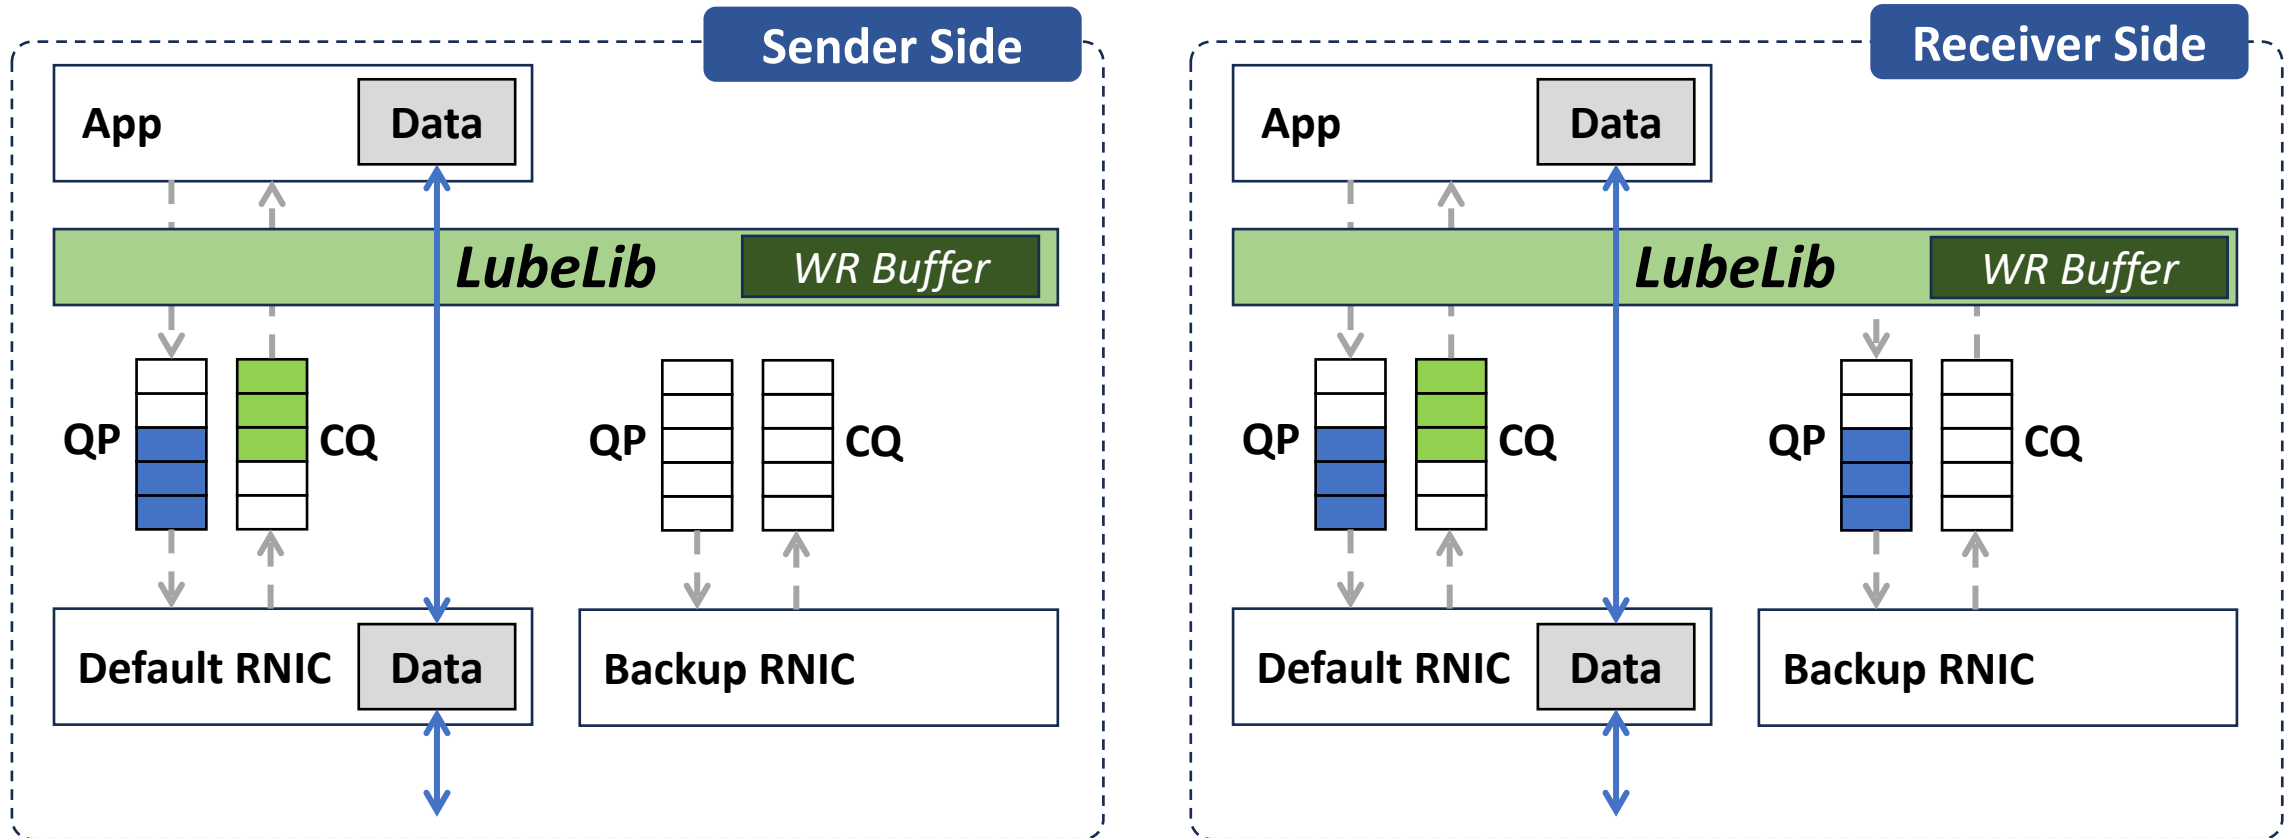 Sender Side
App
Data
LubeLib
WR Buffer
QP
CQ
QP
CQ
Default RNIC
Data
Backup RNIC
Receiver Side
App
Data
LubeLib
WR Buffer
QP
CQ
QP
CQ
Default RNIC
Data
Backup RNIC